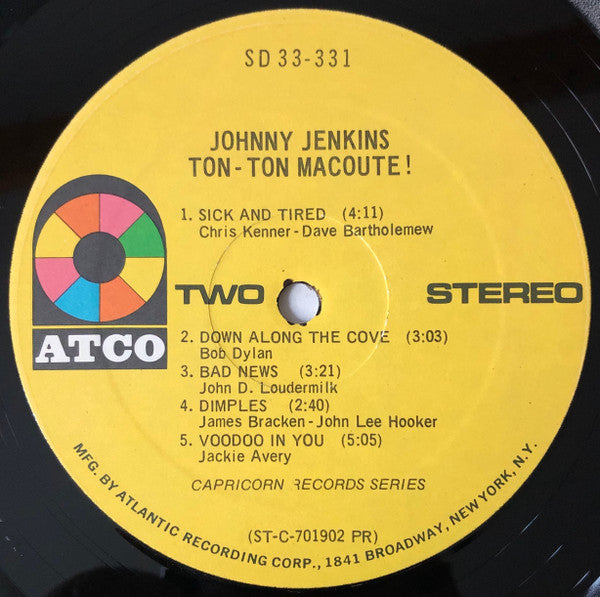 SD 33-331
JOHNNY JENKINS
TON-TON MACOUTE!
1. SICK AND TIRED (4:11)
Chris Kenner-Dave Bartholemew
TWO STEREO
ATCO
2. DOWN ALONG THE COVE (3:03)
Bob Dylan
3. BAD NEWS (3:21)
John D. Loudermilk
4. DIMPLES (2:40)
James Bracken-John Lee Hooker
5. VOODOO IN YOU (5:05)
Jackie Avery
CAPRICORN RECORDS SERIES
(ST-C-701902 PR)
MFG. BY ATLANTIC RECORDING CORP., 1841 BROADWAY, NEW YORK, N.Y.